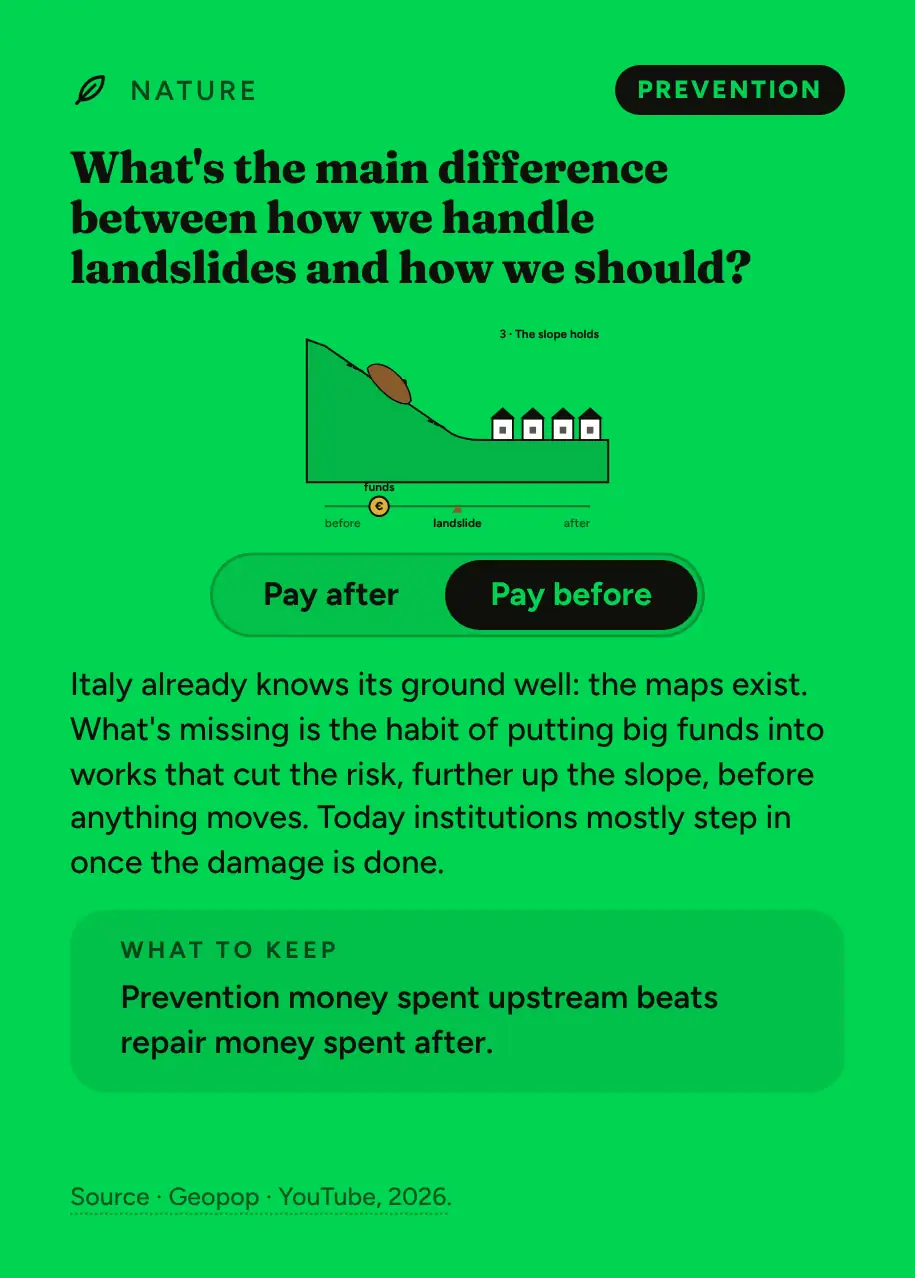 NATURE
PREVENTION
What's the main difference
between how we handle
landslides and how we should?
3 · The slope holds
funds
€
before
landslide
after
Pay after
Pay before
Italy already knows its ground well: the maps exist.
What's missing is the habit of putting big funds into
works that cut the risk, further up the slope, before
anything moves. Today institutions mostly step in
once the damage is done.
WHAT TO KEEP
Prevention money spent upstream beats
repair money spent after.
Source · Geopop · YouTube, 2026.